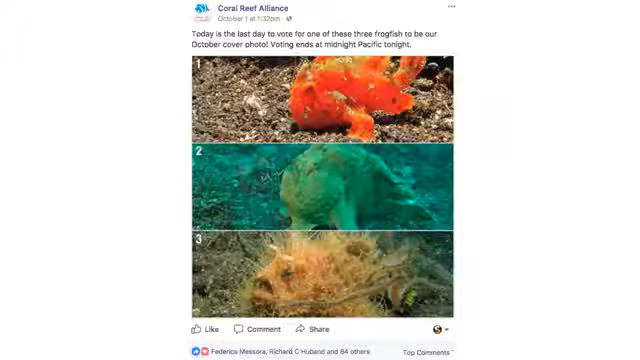 Coral Reef Alliance
October 1 at 1:32pm ·
Today is the last day to vote for one of these three frogfish to be our
October cover photo! Voting ends at midnight Pacific tonight.
1
2
3
Like Comment Share
Federico Messora, Richard C Huband and 84 others Top Comments